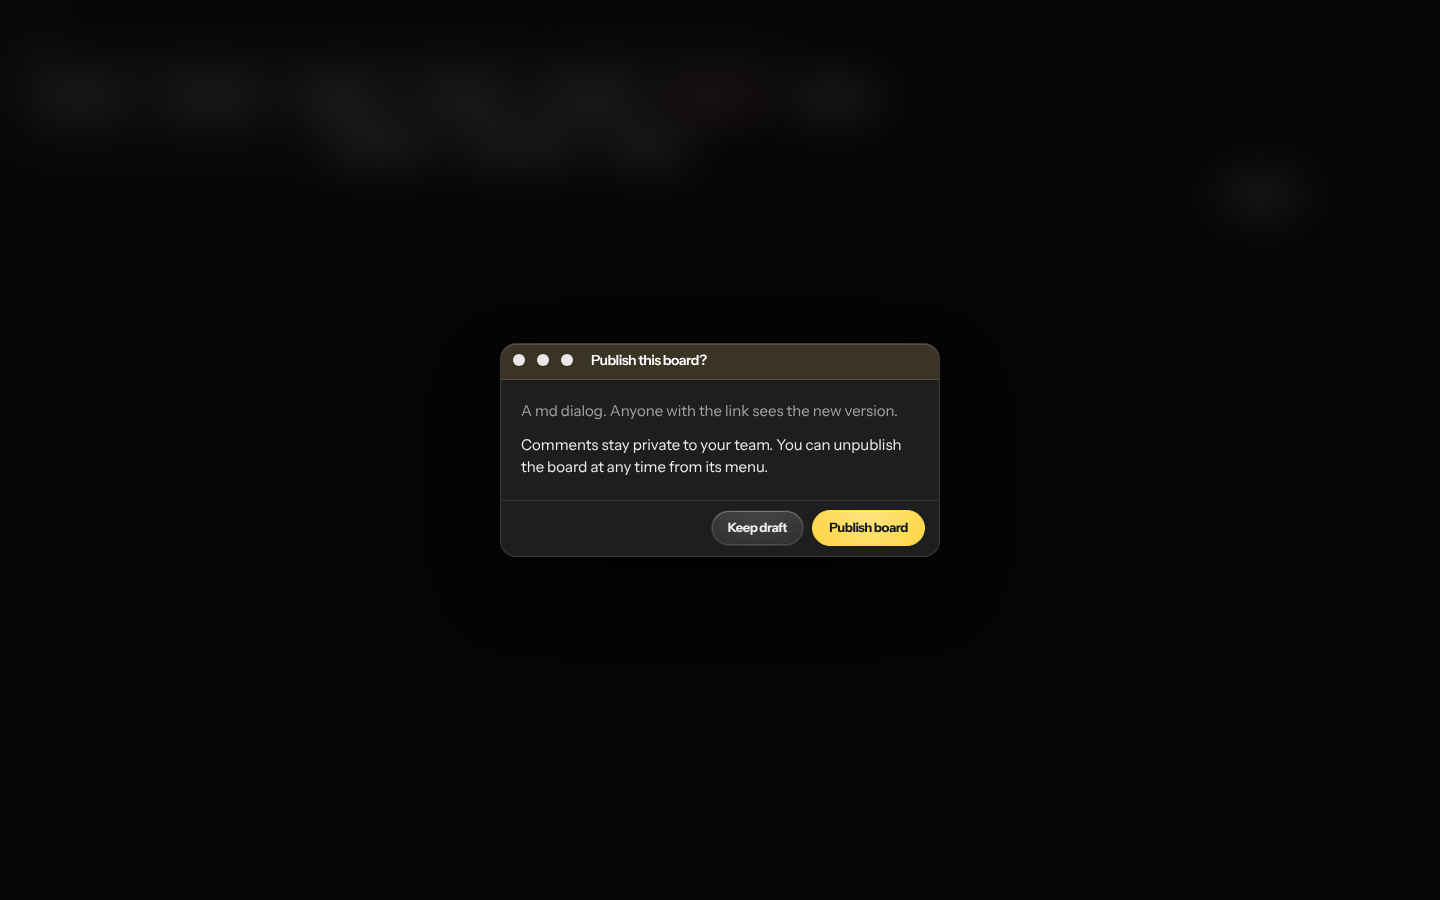 Publish this board?
A md dialog. Anyone with the link sees the new version.
Comments stay private to your team. You can unpublish
the board at any time from its menu.
Keep draft
Publish board